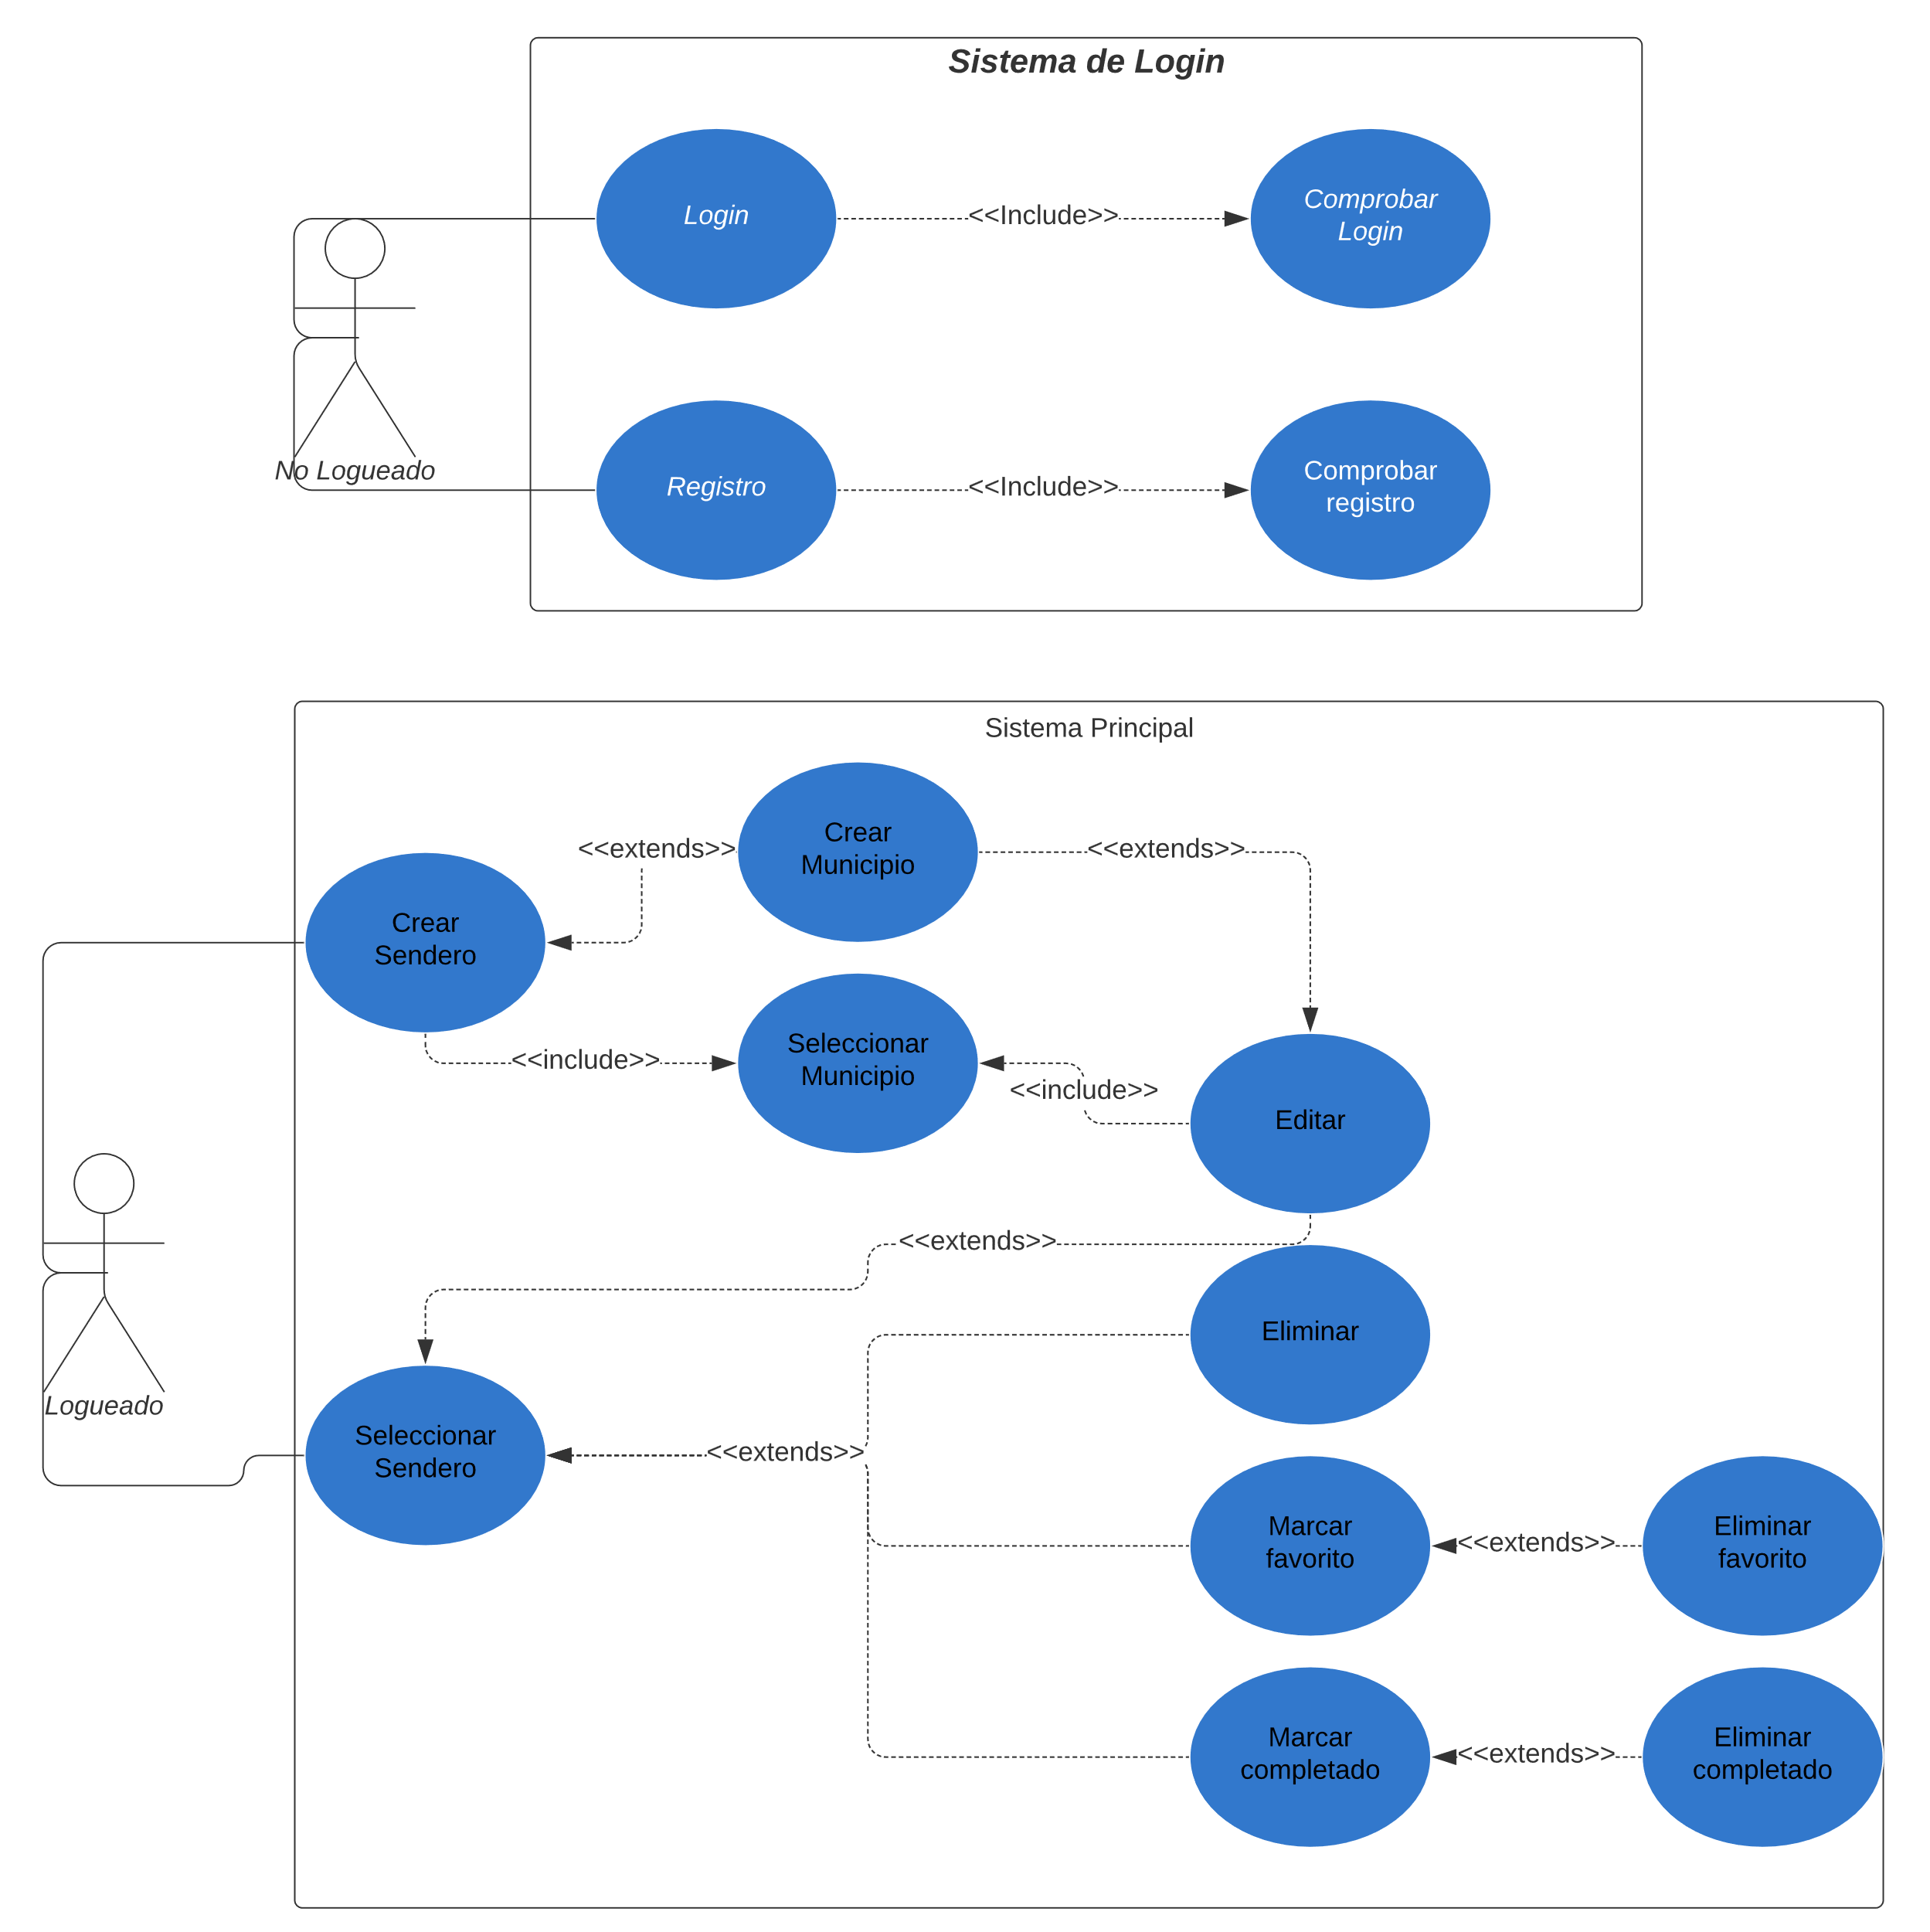 Sistema de Login
Login
<<Include>>
Comprobar
Login
No Logueado
Registro
<<Include>>
Comprobar
registro
Sistema Principal
Crear
Municipio
<<extends>>
<<extends>>
Crear
Sendero
Seleccionar
Municipio
<<include>>
<<include>>
Editar
<<extends>>
Eliminar
Logueado
Seleccionar
Sendero
<<extends>>
Marcar
favorito
<<extends>>
Eliminar
favorito
Marcar
completado
<<extends>>
Eliminar
completado